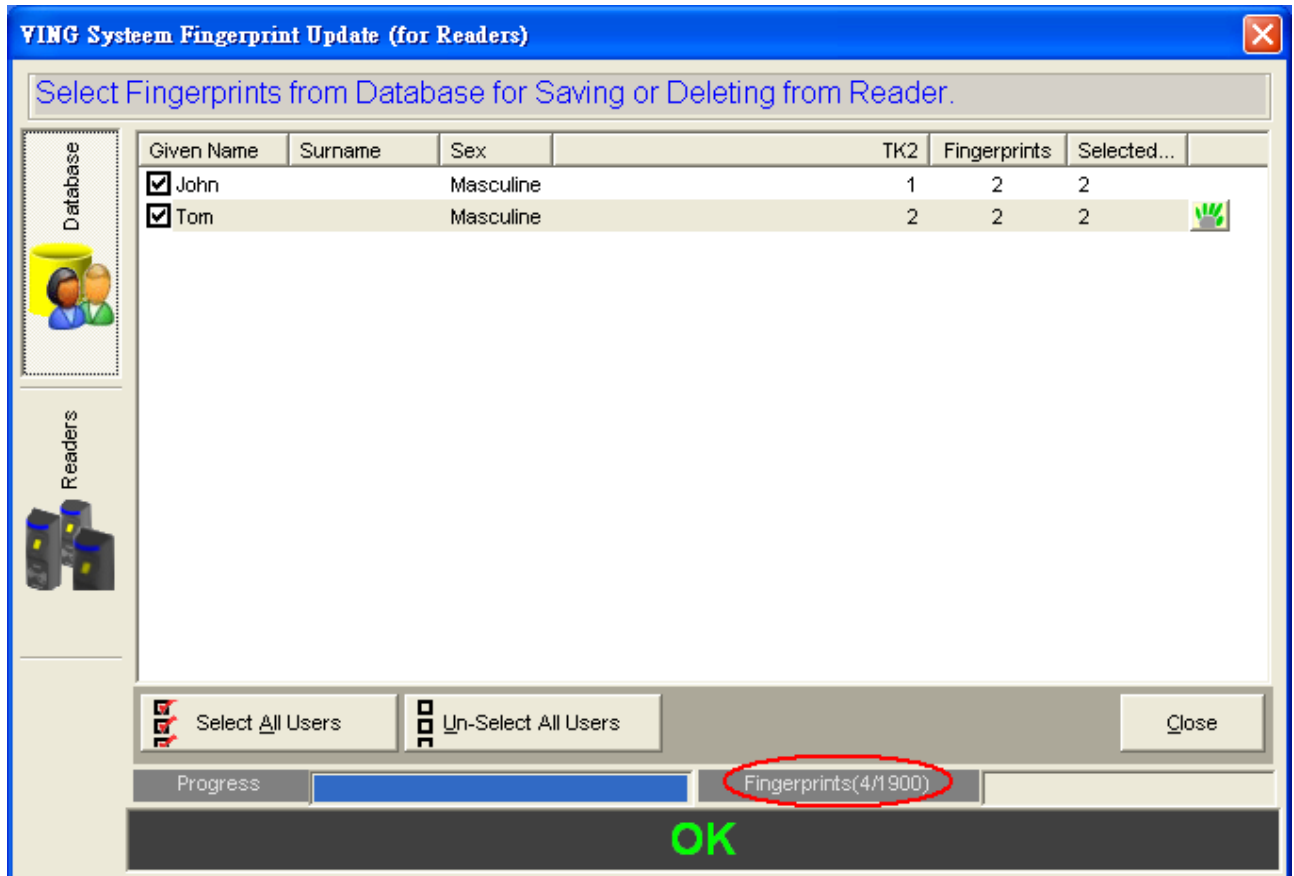 VING Systeem Fingerprint Update (for Readers)
Select Fingerprints from Database for Saving or Deleting from Reader.
Database
Readers
Given Name Surname Sex TK2 Fingerprints Selected...
John Masculine 1 2 2
Tom Masculine 2 2 2
Select All Users Un-Select All Users Close
Progress Fingerprints(4/1900)
OK